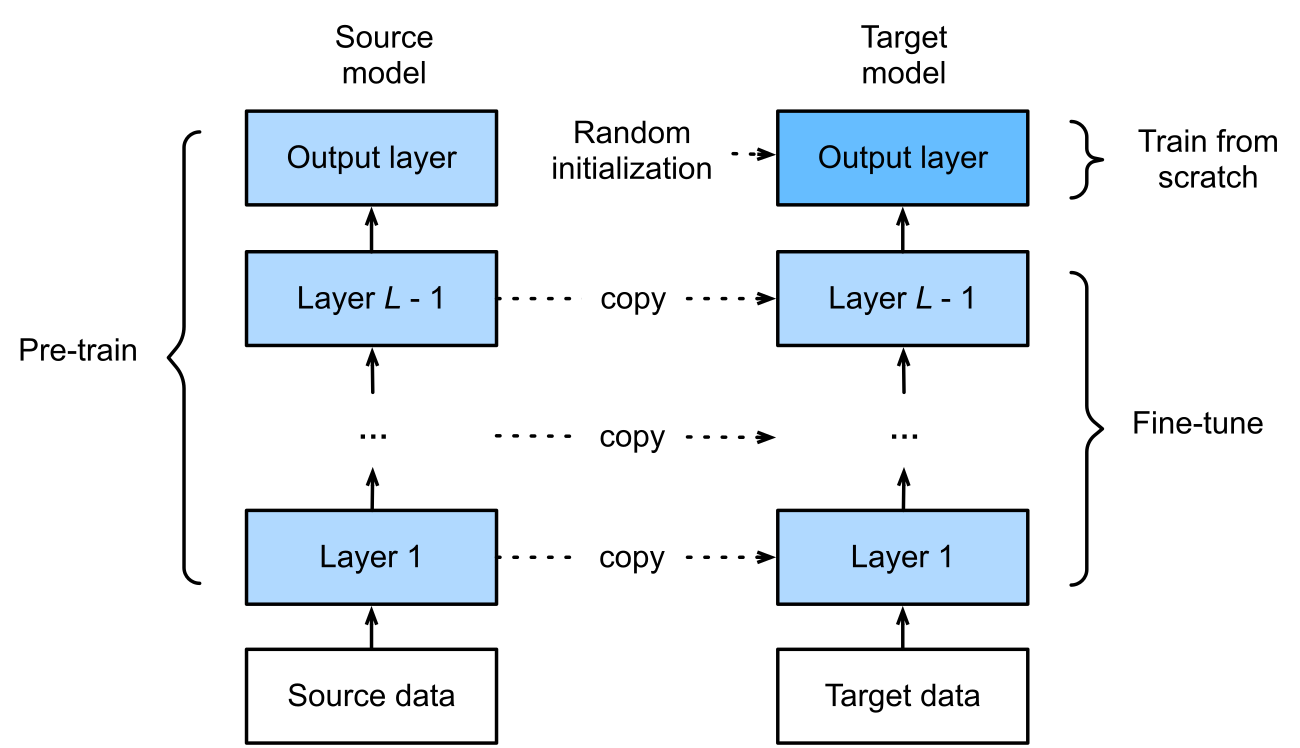 Source
model
Target
model
Output layer
Random
initialization
Output layer
Train from
scratch
Layer L - 1
copy
Layer L - 1
Pre-train
...
copy
...
Fine-tune
Layer 1
copy
Layer 1
Source data
Target data